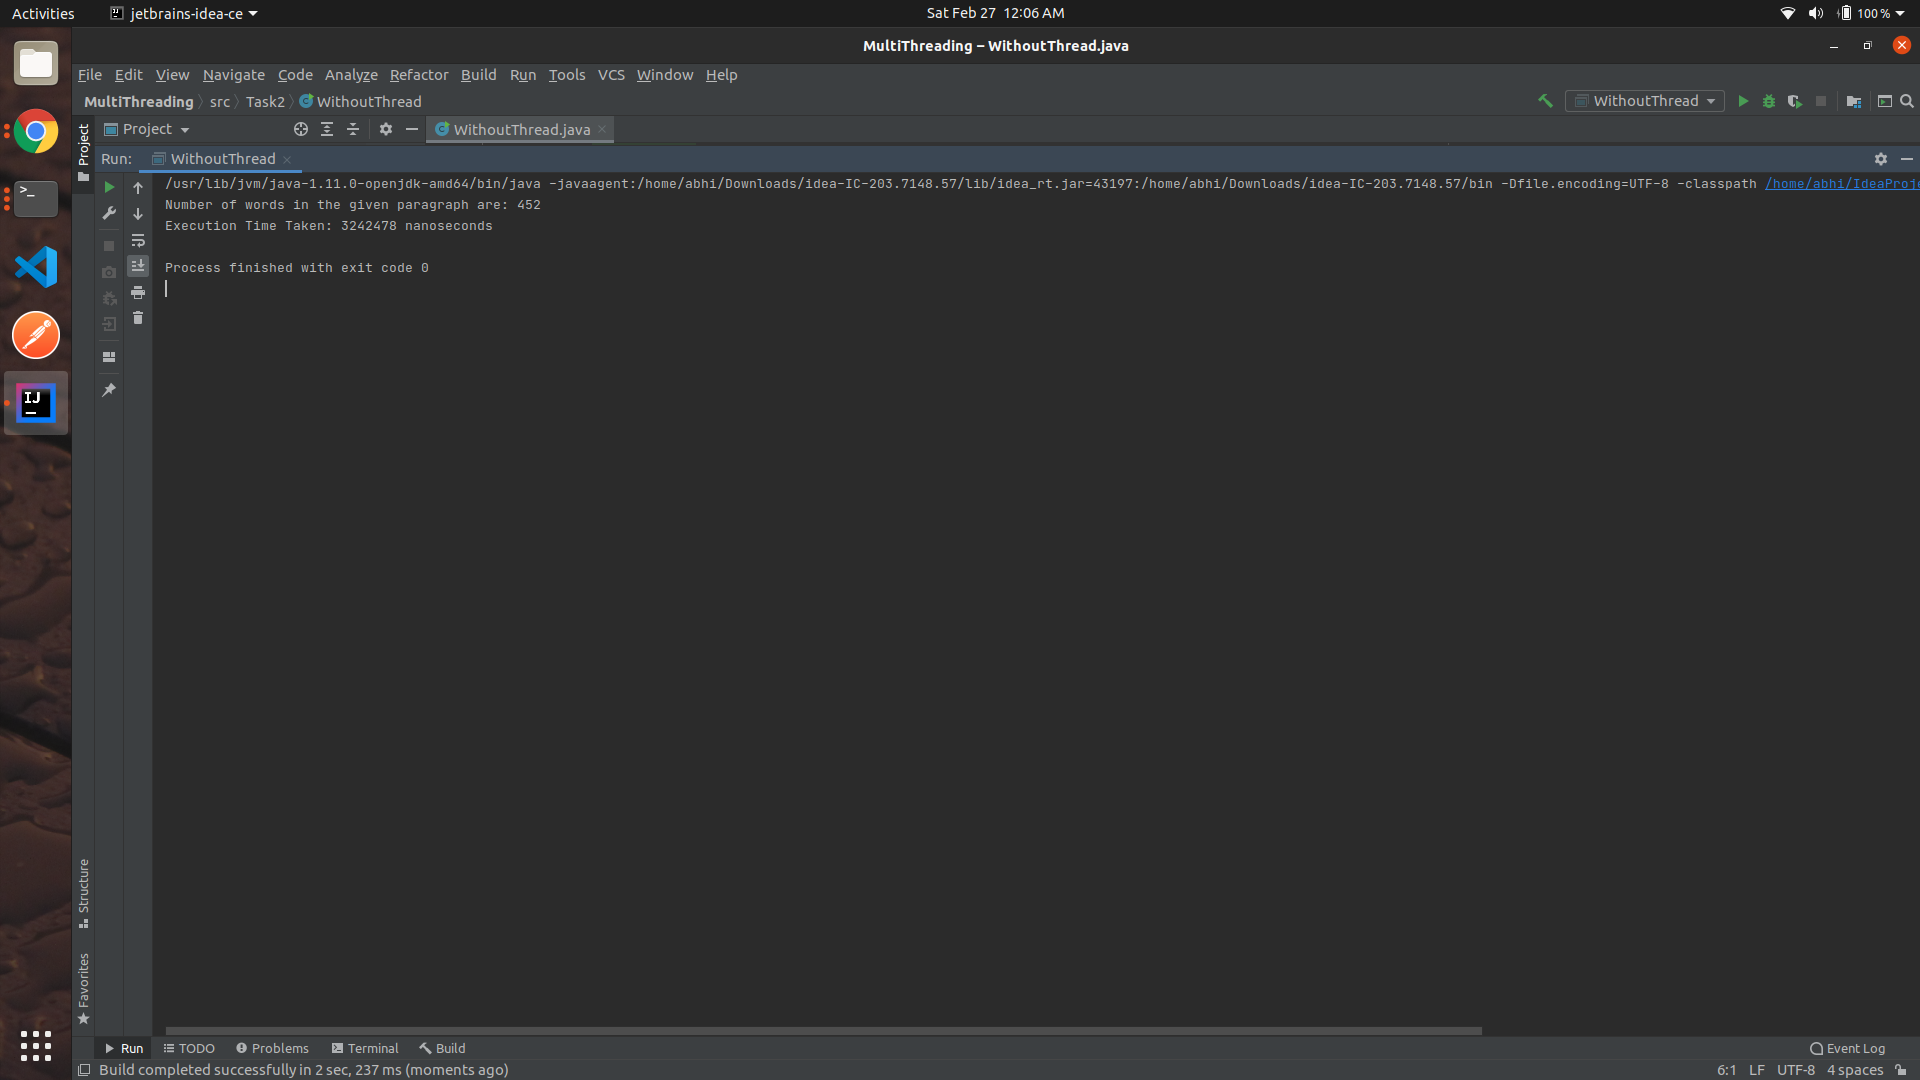 Activities jetbrains-idea-ce Sat Feb 27 12:06 AM 100 %
MultiThreading – WithoutThread.java
File Edit View Navigate Code Analyze Refactor Build Run Tools VCS Window Help
MultiThreading src Task2 WithoutThread WithoutThread
Project WithoutThread.java
Project
Run: WithoutThread
/usr/lib/jvm/java-1.11.0-openjdk-amd64/bin/java -javaagent:/home/abhi/Downloads/idea-IC-203.7148.57/lib/idea_rt.jar=43197:/home/abhi/Downloads/idea-IC-203.7148.57/bin -Dfile.encoding=UTF-8 -classpath /home/abhi/IdeaProje
Number of words in the given paragraph are: 452
Execution Time Taken: 3242478 nanoseconds
Process finished with exit code 0
IJ
Structure
Favorites
Run TODO Problems Terminal Build Event Log
Build completed successfully in 2 sec, 237 ms (moments ago) 6:1 LF UTF-8 4 spaces